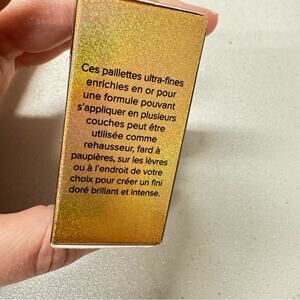 Ces paillettes ultra-fines
enrichies en or pour
une formule pouvant
s'appliquer en plusieurs
couches peut être
utilisée comme
rehausseur, fard à
paupières, sur les lèvres
ou à l'endroit de votre
choix pour créer un fini
doré brillant et intense.